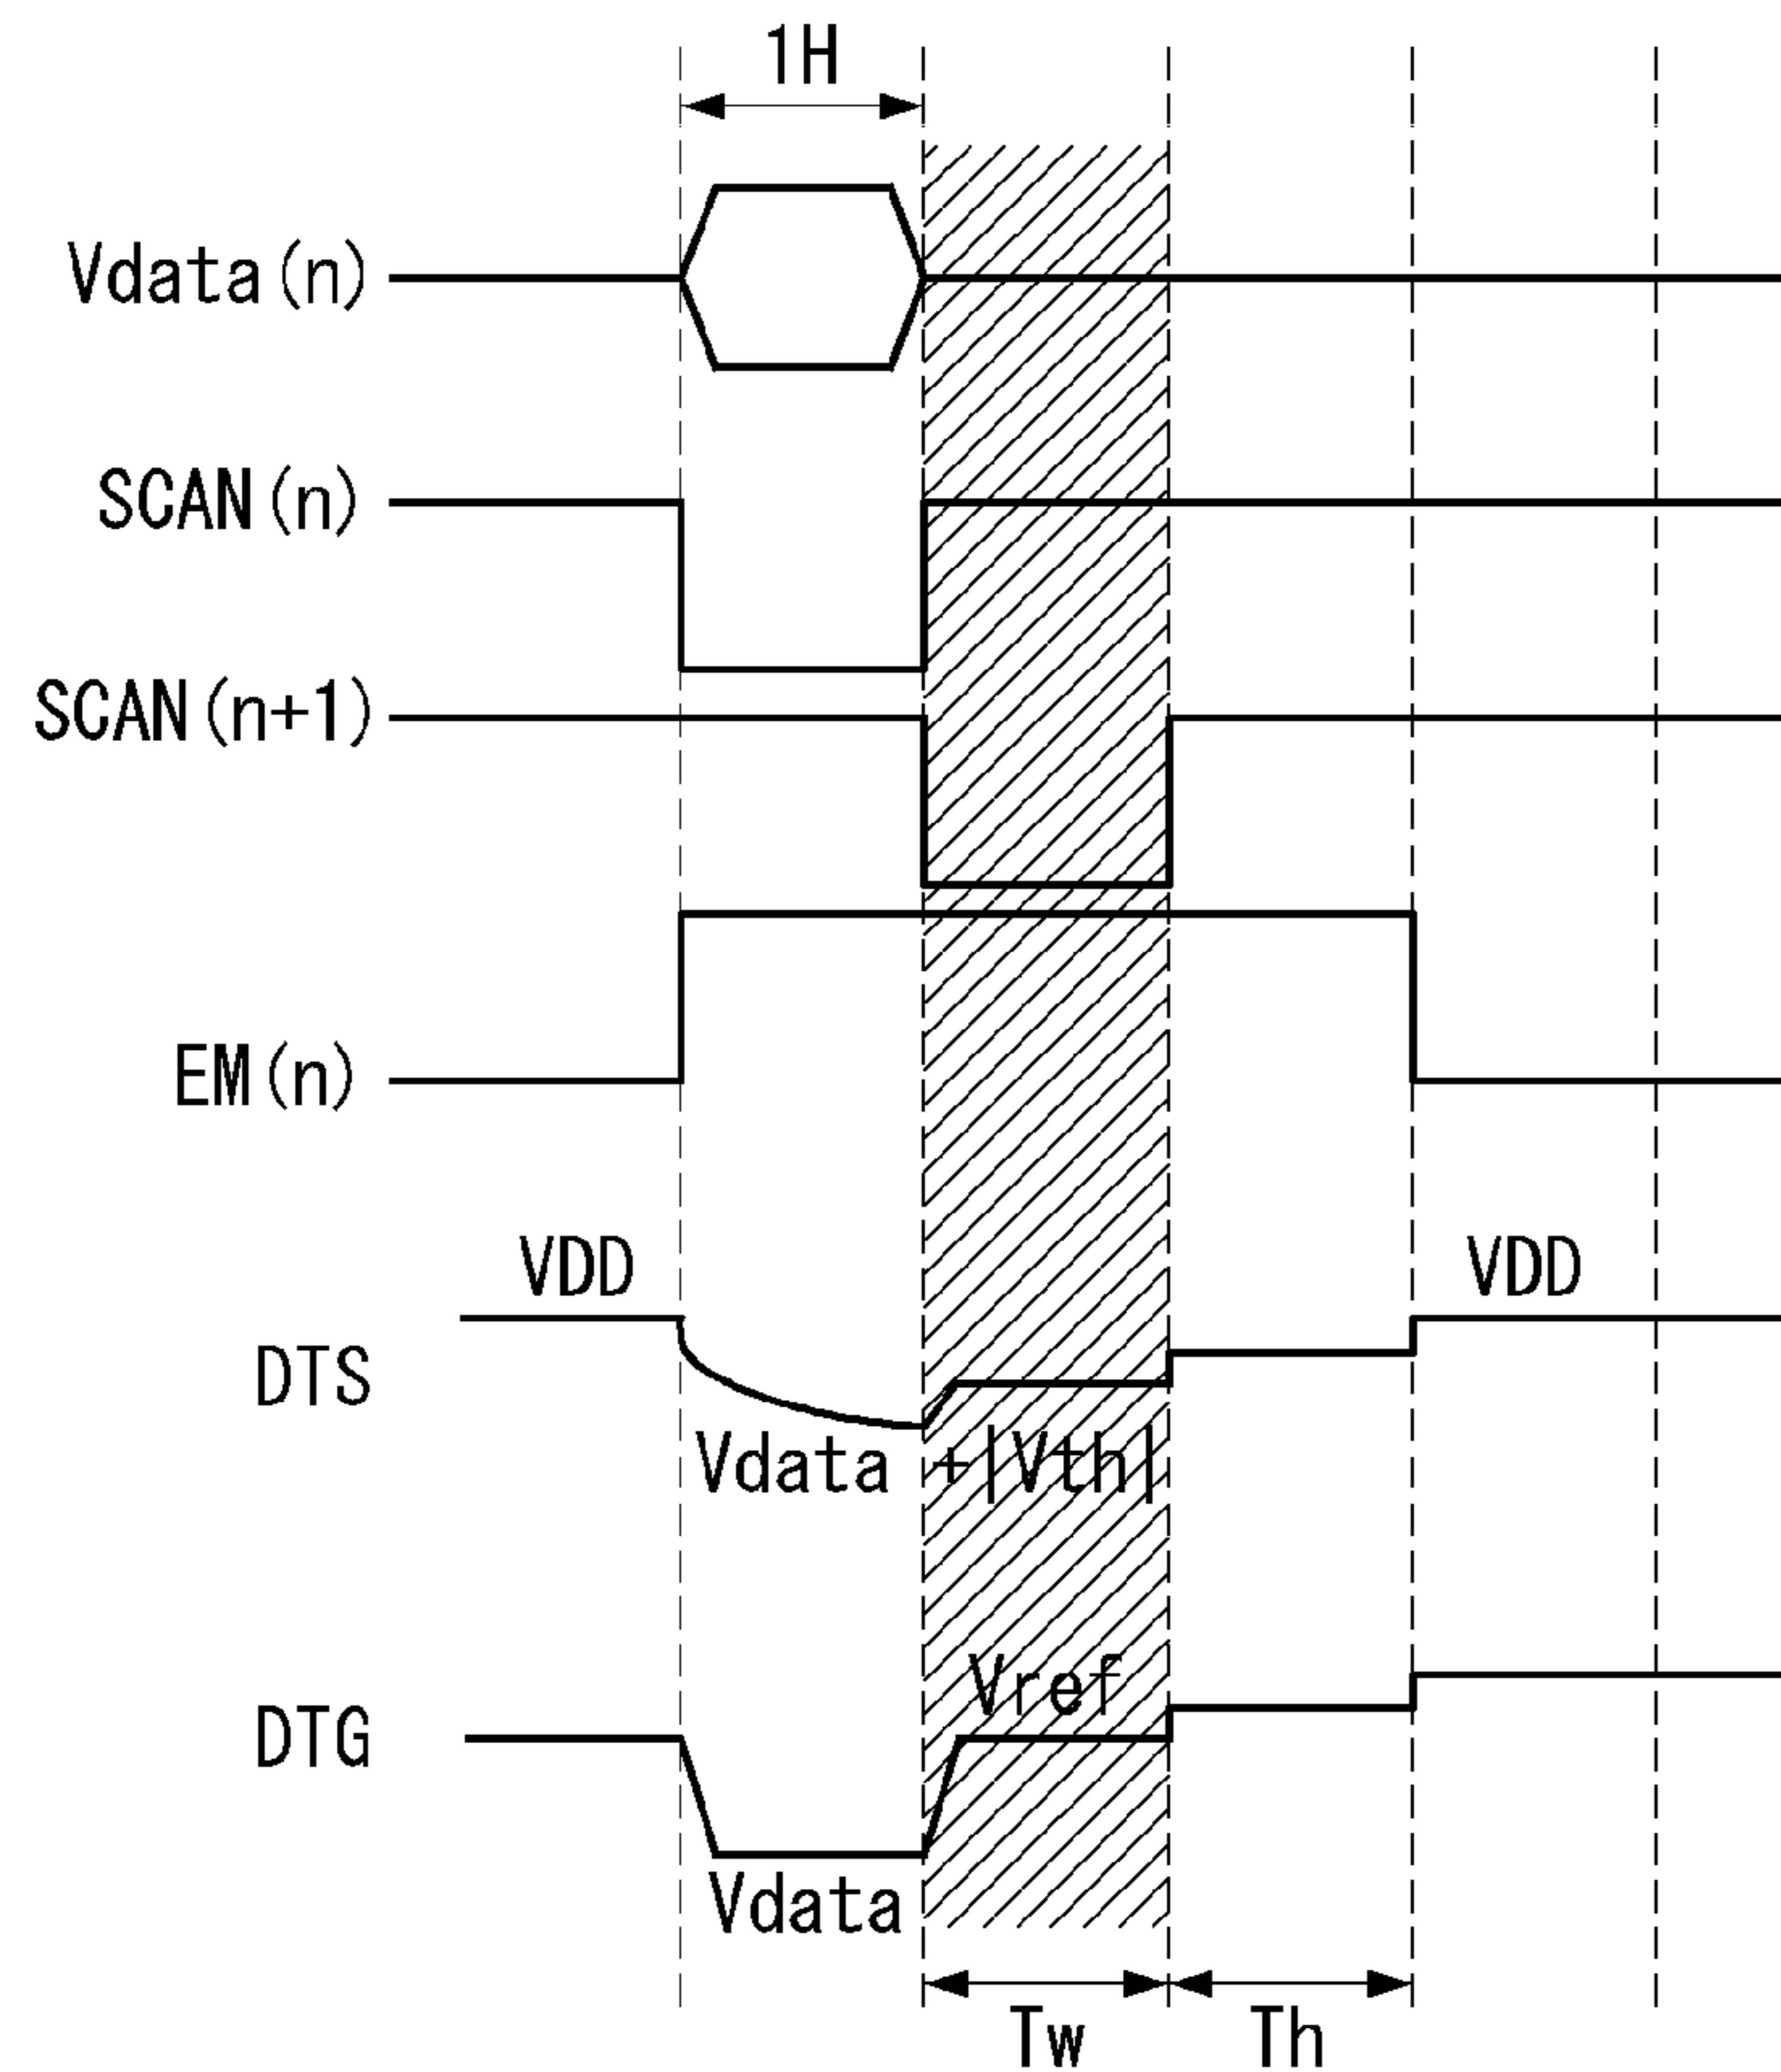 1H
Vdata(n)
SCAN(n)
SCAN(n+1)
EM(n)
VDD
VDD
DTS
Vdata +|Vth|
Vref
DTG
Vdata
Tw
Th